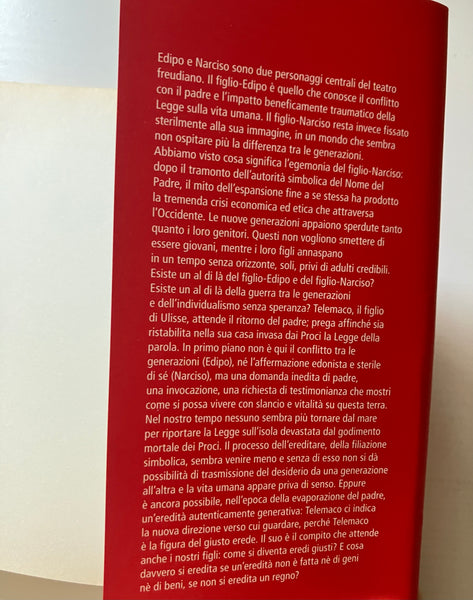 Edipo e Narciso sono due personaggi centrali del teatro
freudiano. Il figlio-Edipo è quello che conosce il conflitto
con il padre e l'impatto beneficamente traumatico della
Legge sulla vita umana. Il figlio-Narciso resta invece fissato
sterilmente alla sua immagine, in un mondo che sembra
non ospitare più la differenza tra le generazioni.
Abbiamo visto cosa significa l'egemonia del figlio-Narciso:
dopo il tramonto dell'autorità simbolica del Nome del
Padre, il mito dell'espansione fine a se stessa ha prodotto
la tremenda crisi economica ed etica che attraversa
l'Occidente. Le nuove generazioni appaiono sperdute tanto
quanto i loro genitori. Questi non vogliono smettere di
essere giovani, mentre i loro figli annaspano
in un tempo senza orizzonte, soli, privi di adulti credibili.
Esiste un al di là del figlio-Edipo e del figlio-Narciso?
Esiste un al di là della guerra tra le generazioni
e dell'individualismo senza speranza? Telemaco, il figlio
di Ulisse, attende il ritorno del padre; prega affinché sia
ristabilita nella sua casa invasa dai Proci la Legge della
parola. In primo piano non è qui il conflitto tra le
generazioni (Edipo), né l'affermazione edonista e sterile
di sé (Narciso), ma una domanda inedita di padre,
una invocazione, una richiesta di testimonianza che mostri
come si possa vivere con slancio e vitalità su questa terra.
Nel nostro tempo nessuno sembra più tornare dal mare
per riportare la Legge sull'isola devastata dal godimento
mortale dei Proci. Il processo dell'ereditare, della filiazione
simbolica, sembra venire meno e senza di esso non si dà
possibilità di trasmissione del desiderio da una generazione
all'altra e la vita umana appare priva di senso. Eppure
è ancora possibile, nell'epoca della evaporazione del padre,
un'eredità autenticamente generativa: Telemaco ci indica
la nuova direzione verso cui guardare, perché Telemaco
è la figura del giusto erede. Il suo è il compito che attende
anche i nostri figli: come si diventa eredi giusti? E cosa
davvero si eredita se un'eredità non è fatta nè di geni
nè di beni, se non si eredita un regno?